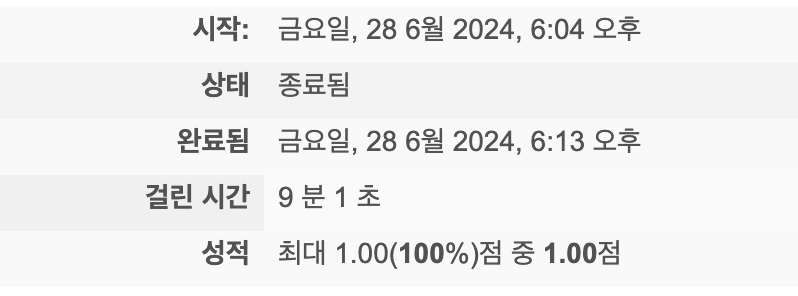 시작: 금요일, 28 6월 2024, 6:04 오후
상태 종료됨
완료됨 금요일, 28 6월 2024, 6:13 오후
걸린 시간 9 분 1 초
성적 최대 1.00(100%)점 중 1.00점